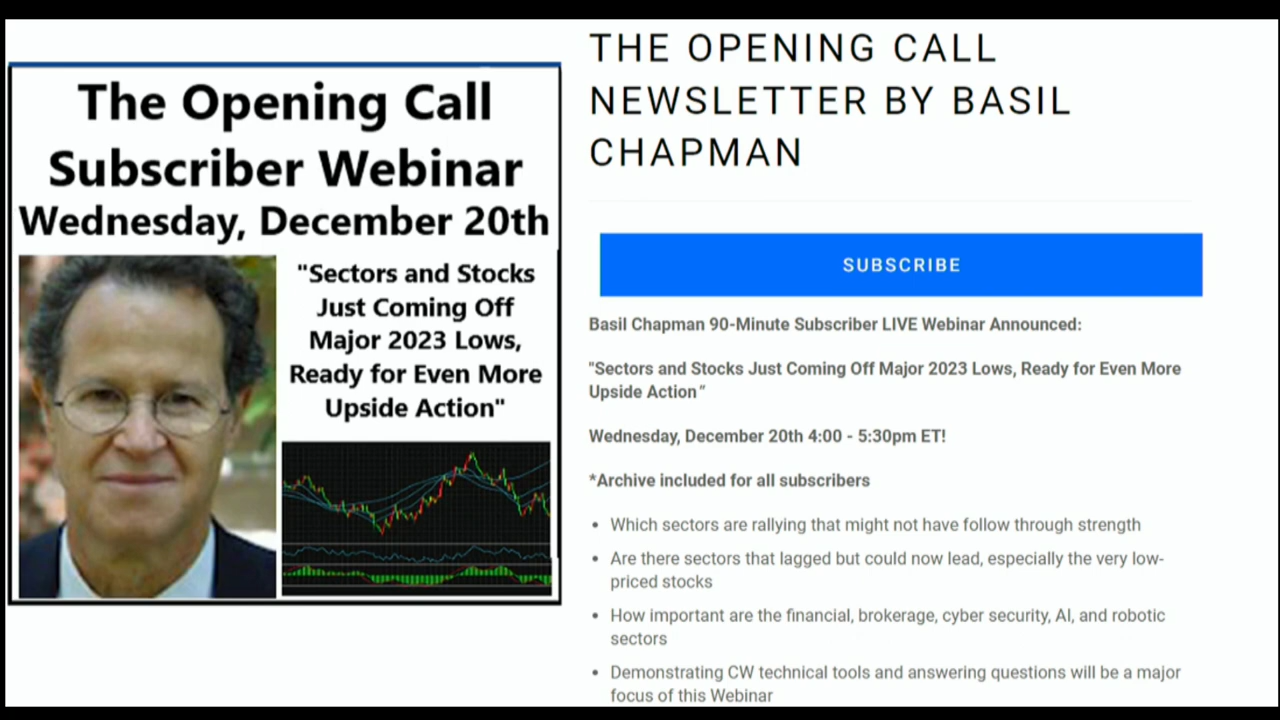 The Opening Call
Subscriber Webinar
Wednesday, December 20th
"Sectors and Stocks
Just Coming Off
Major 2023 Lows,
Ready for Even More
Upside Action"
THE OPENING CALL
NEWSLETTER BY BASIL
CHAPMAN
SUBSCRIBE
Basil Chapman 90-Minute Subscriber LIVE Webinar Announced:
"Sectors and Stocks Just Coming Off Major 2023 Lows, Ready for Even More
Upside Action"
Wednesday, December 20th 4:00 - 5:30pm ET!
*Archive included for all subscribers
• Which sectors are rallying that might not have follow through strength
• Are there sectors that lagged but could now lead, especially the very low-
priced stocks
• How important are the financial, brokerage, cyber security, AI, and robotic
sectors
• Demonstrating CW technical tools and answering questions will be a major
focus of this Webinar